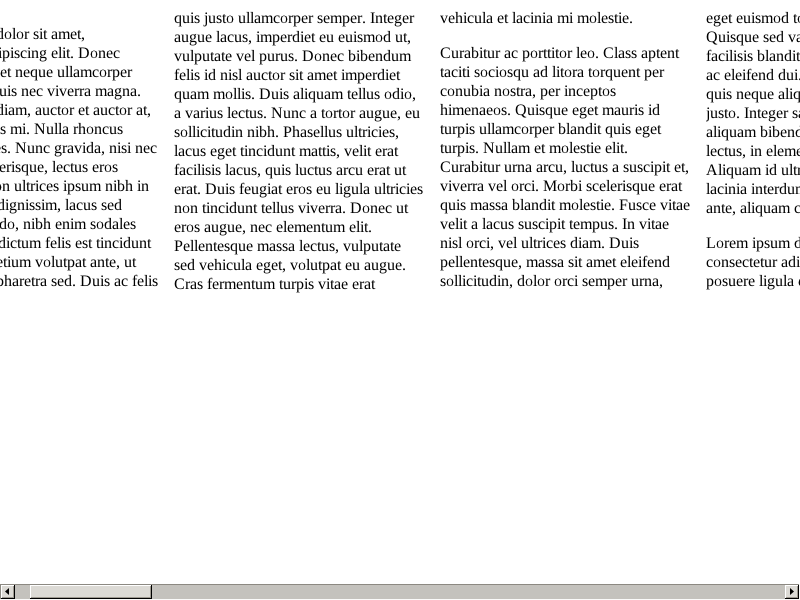 dolor sit amet,
et neque ullamcorper
uis nec viverra magna.
diam, auctor et auctor at,
s mi. Nulla rhoncus
s. Nunc gravida, nisi nec
erisque, lectus eros
n ultrices ipsum nibh in
dignissim, lacus sed
do, nibh enim sodales
dictum felis est tincidunt
etium volutpat ante, ut
pharetra sed. Duis ac felis
quis justo ullamcorper semper. Integer
augue lacus, imperdiet eu euismod ut,
vulputate vel purus. Donec bibendum
felis id nisl auctor sit amet imperdiet
quam mollis. Duis aliquam tellus odio,
a varius lectus. Nunc a tortor augue, eu
sollicitudin nibh. Phasellus ultricies,
lacus eget tincidunt mattis, velit erat
facilisis lacus, quis luctus arcu erat ut
erat. Duis feugiat eros eu ligula ultricies
non tincidunt tellus viverra. Donec ut
eros augue, nec elementum elit.
Pellentesque massa lectus, vulputate
sed vehicula eget, volutpat eu augue.
Cras fermentum turpis vitae erat
vehicula et lacinia mi molestie.
Curabitur ac porttitor leo. Class aptent
taciti sociosqu ad litora torquent per
conubia nostra, per inceptos
himenaeos. Quisque eget mauris id
turpis ullamcorper blandit quis eget
turpis. Nullam et molestie elit.
Curabitur urna arcu, luctus a suscipit et,
viverra vel orci. Morbi scelerisque erat
quis massa blandit molestie. Fusce vitae
velit a lacus suscipit tempus. In vitae
nisl orci, vel ultrices diam. Duis
pellentesque, massa sit amet eleifend
sollicitudin, dolor orci semper urna,
eget euismod t
Quisque sed va
facilisis blandit
ac eleifend dui.
quis neque aliq
justo. Integer s
aliquam bibend
lectus, in eleme
Aliquam id ultr
lacinia interdu
ante, aliquam c
Lorem ipsum d
consectetur adi
posuere ligula